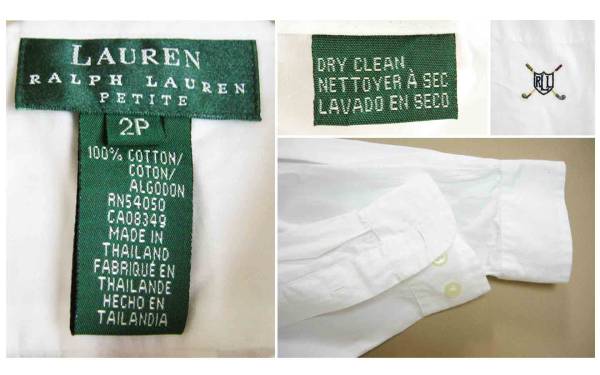 LAUREN
RALPH LAUREN
PETITE
2P
100% COTTON/
COTON/
ALGODON
RN54050
CA08349
MADE IN
THAILAND
FABRIQUÉ EN
THAILANDE
HECHO EN
TAILANDIA
DRY CLEAN
NETTOYER À SEC
LAVADO EN SECO
RLL